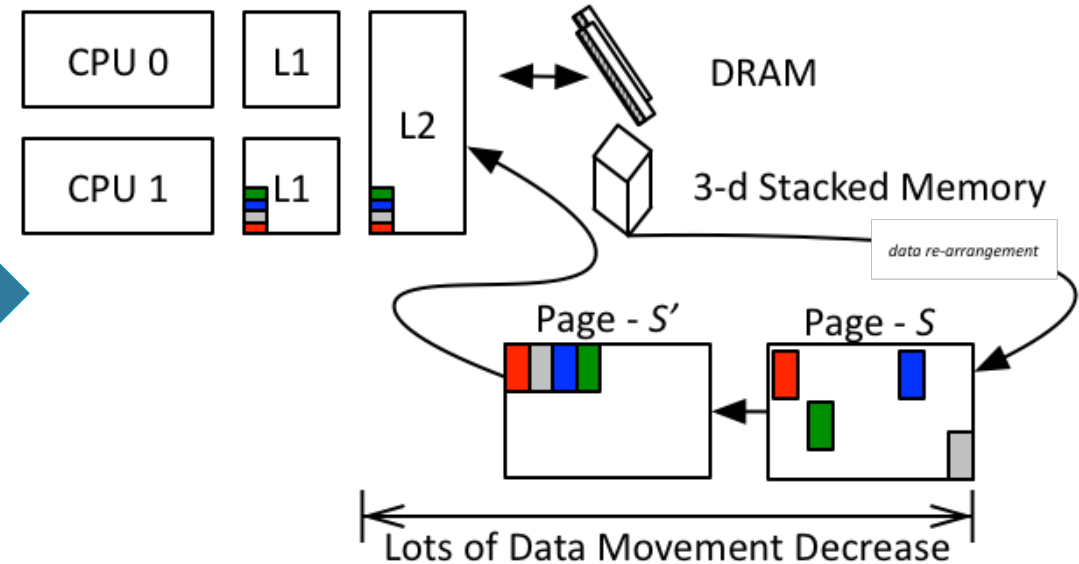 CPU 0
L1
L2
DRAM
CPU 1
L1
3-d Stacked Memory
data re-arrangement
Page - S’
Page - S
Lots of Data Movement Decrease